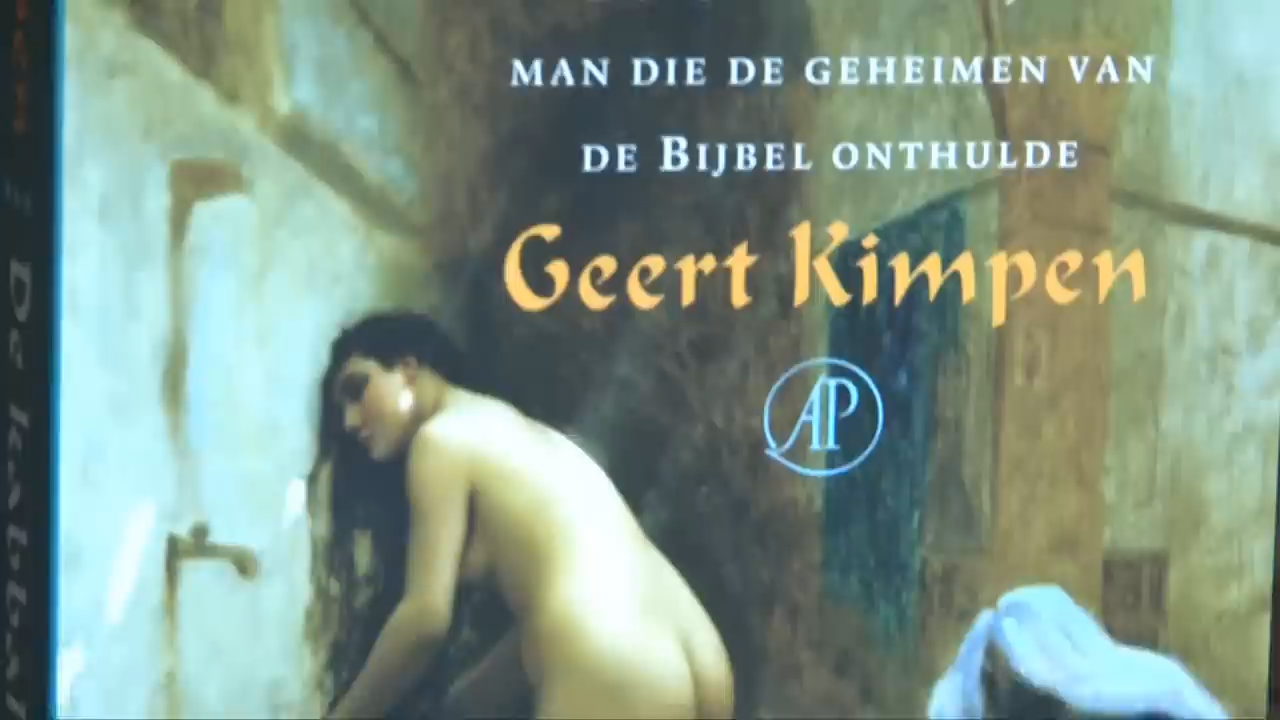 MAN DIE DE GEHEIMEN VAN
DE BIJBEL ONTHULDE
Geert Kimpen
AP